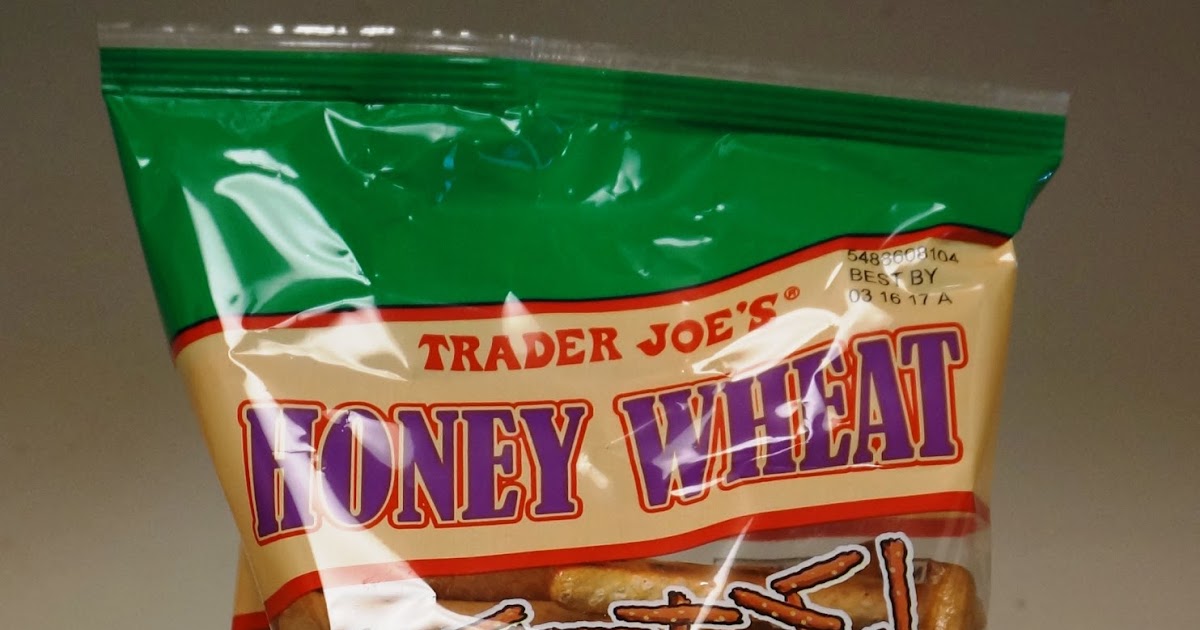 5483608104
BEST BY
03 16 17 A
TRADER JOE'S®
HONEY WHEAT